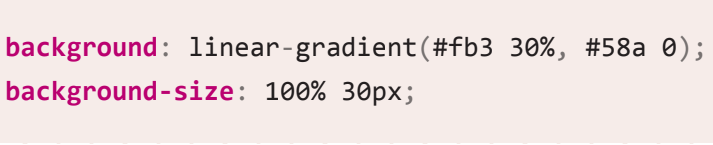 background: linear-gradient(#fb3 30%, #58a 0);
background-size: 100% 30px;